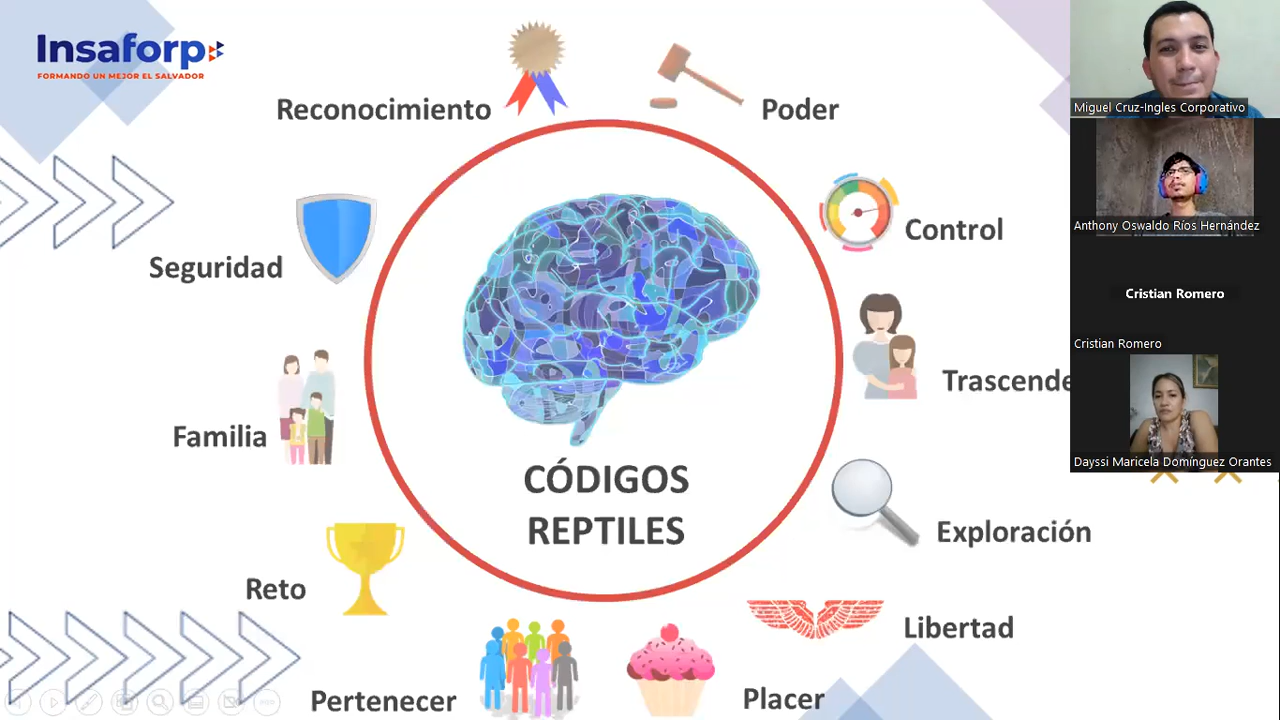 Insaforp
FORMANDO UN MEJOR EL SALVADOR
Reconocimiento
Poder
Seguridad
Control
Familia
Trascende
Reto
Exploración
Pertenecer
Placer
Libertad
CÓDIGOS
REPTILES
Miguel Cruz-Ingles Corporativo
Anthony Oswaldo Ríos Hernández
Cristian Romero
Cristian Romero
Dayssi Maricela Domínguez Orantes